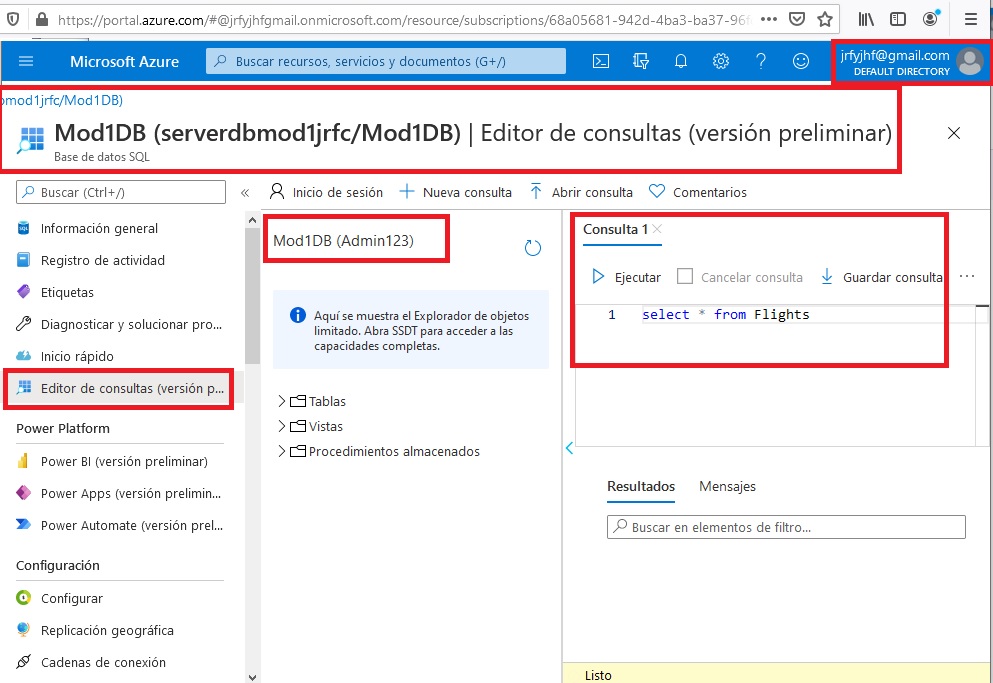 https://portal.azure.com/#@jrfyjhfgmail.onmicrosoft.com/resource/subscriptions/68a05681-942d-4ba3-ba37-96f
Microsoft Azure
Buscar recursos, servicios y documentos (G+/)
jrfyjhf@gmail.com
DEFAULT DIRECTORY
bmod1jrfc/Mod1DB)
Mod1DB (serverdbmod1jrfc/Mod1DB) | Editor de consultas (versión preliminar)
Base de datos SQL
Buscar (Ctrl+/)
«
Inicio de sesión
Nueva consulta
Abrir consulta
Comentarios
Información general
Registro de actividad
Etiquetas
Diagnosticar y solucionar pro...
Inicio rápido
Editor de consultas (versión p...
Power Platform
Power BI (versión preliminar)
Power Apps (versión prelimin...
Power Automate (versión prel...
Configuración
Configurar
Replicación geográfica
Cadenas de conexión
Mod1DB (Admin123)
Aquí se muestra el Explorador de objetos
limitado. Abra SSDT para acceder a las
capacidades completas.
Tablas
Vistas
Procedimientos almacenados
Consulta 1
Ejecutar
Cancelar consulta
Guardar consulta
...
1 select * from Flights
Resultados
Mensajes
Buscar en elementos de filtro...
Listo